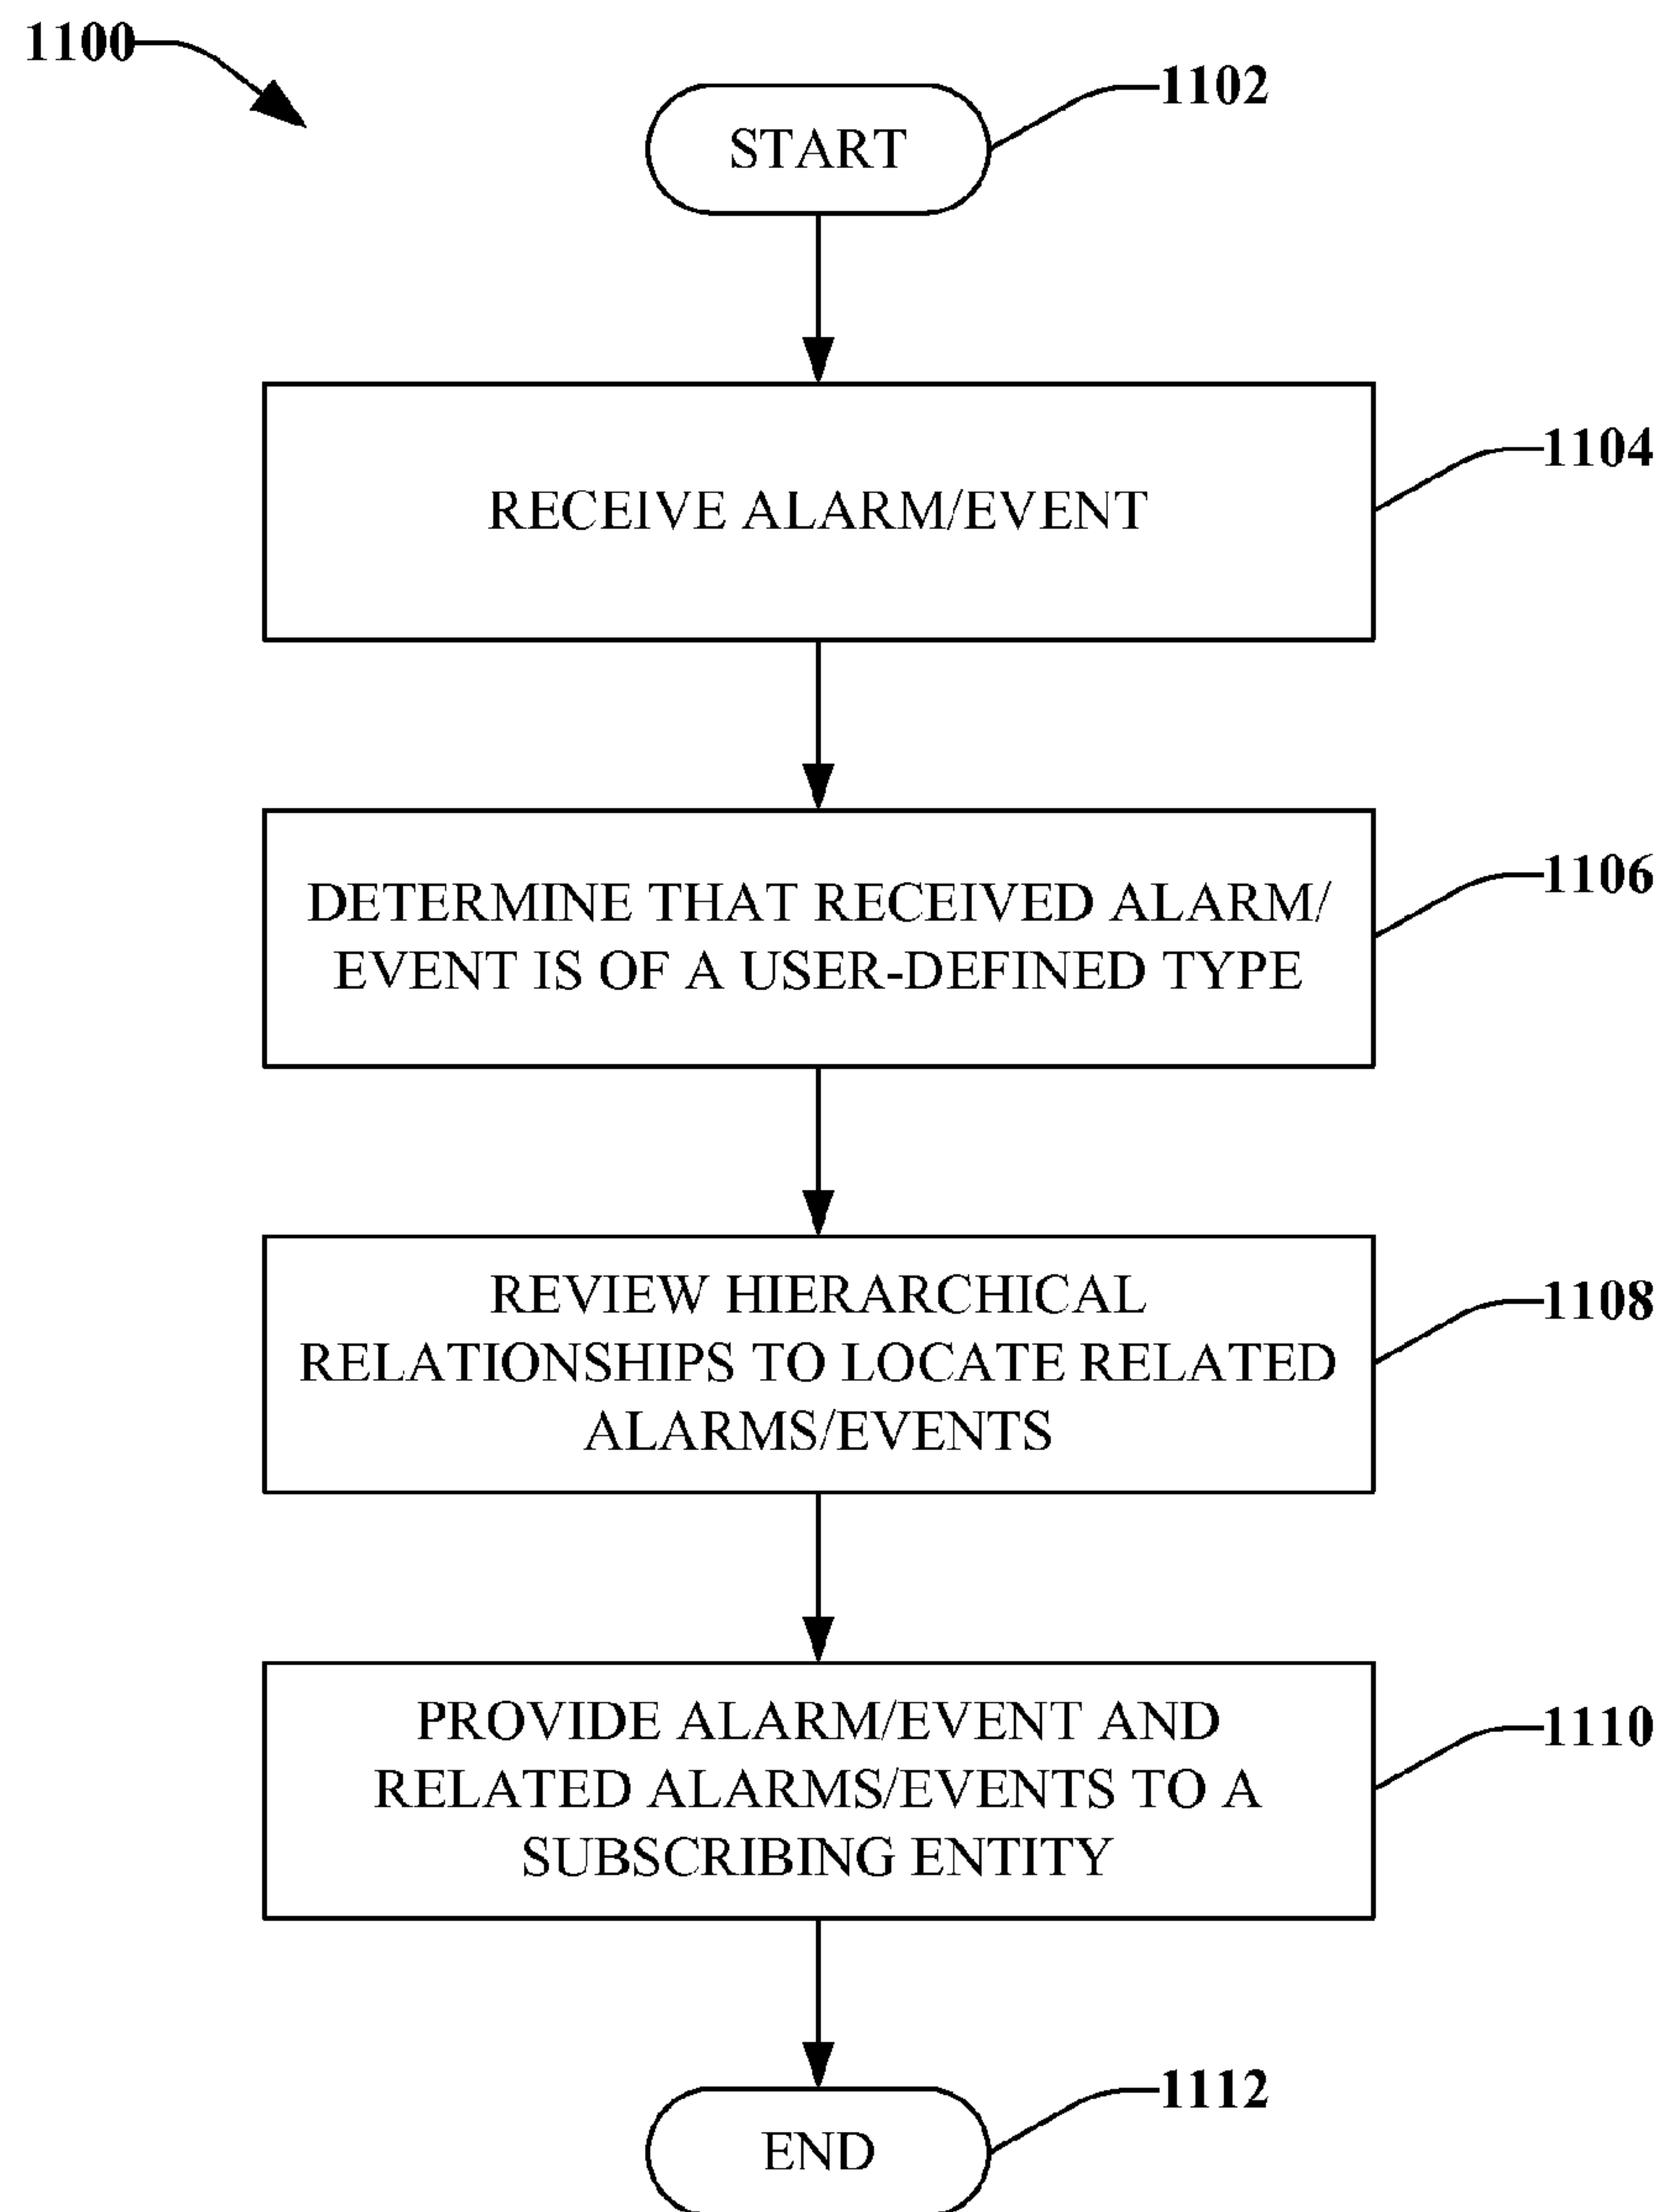 1100
1102
START
1104
RECEIVE ALARM/EVENT
1106
DETERMINE THAT RECEIVED ALARM/
EVENT IS OF A USER-DEFINED TYPE
1108
REVIEW HIERARCHICAL
RELATIONSHIPS TO LOCATE RELATED
ALARMS/EVENTS
1110
PROVIDE ALARM/EVENT AND
RELATED ALARMS/EVENTS TO A
SUBSCRIBING ENTITY
1112
END